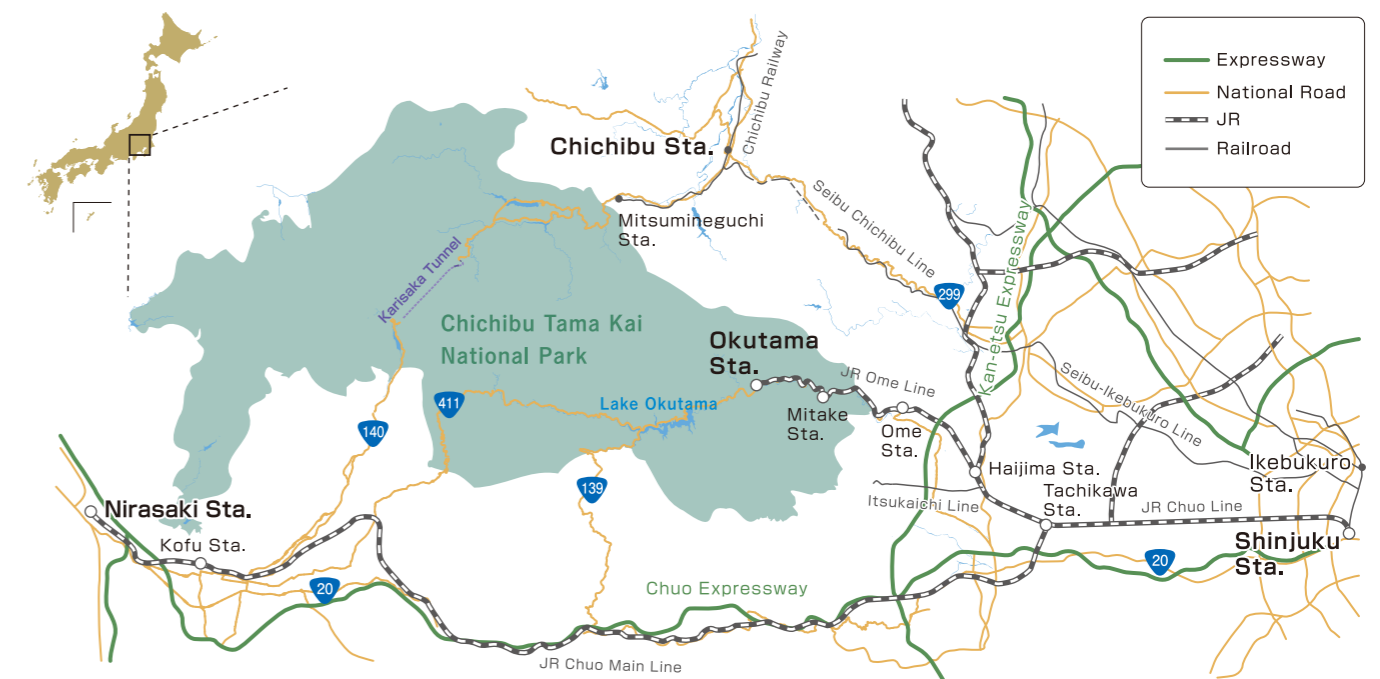 Expressway
National Road
JR
Railroad
Chichibu Railway
Chichibu Sta.
Mitsumineguchi
Sta.
Seibu Chichibu Line
Kan-etsu Expressway
299
Karisaka Tunnel
Chichibu Tama Kai
National Park
Okutama
Sta.
JR Ome Line
Mitake
Sta.
Ome
Sta.
Seibu-Ikebukuro Line
411
Lake Okutama
140
139
Haijima Sta.
Itsukaichi Line
Tachikawa
Sta.
Ikebukuro
Sta.
JR Chuo Line
Shinjuku
Sta.
20
Nirasaki Sta.
Kofu Sta.
20
Chuo Expressway
JR Chuo Main Line